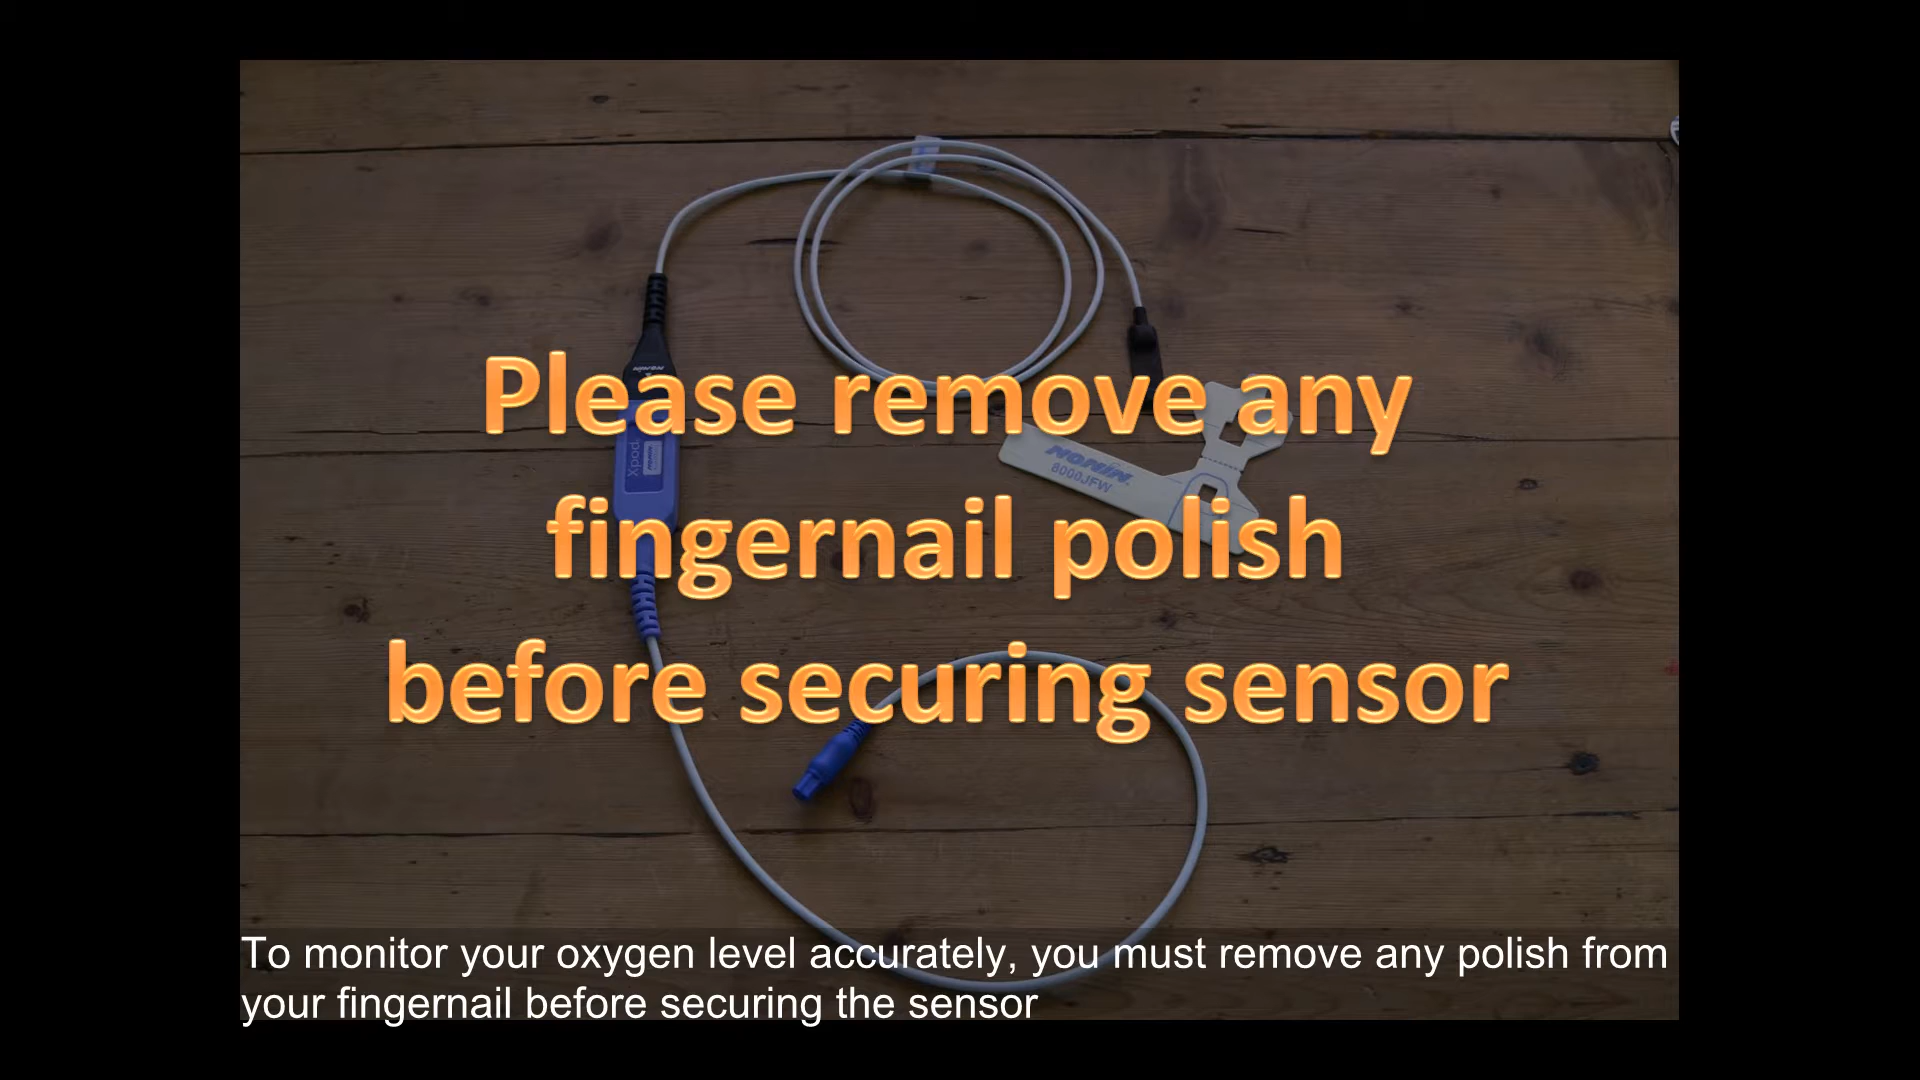 NONIN
Please remove any
Xpod
NONIN
NONIN
8000JFW
fingernail polish
before securing sensor
To monitor your oxygen level accurately, you must remove any polish from
your fingernail before securing the sensor